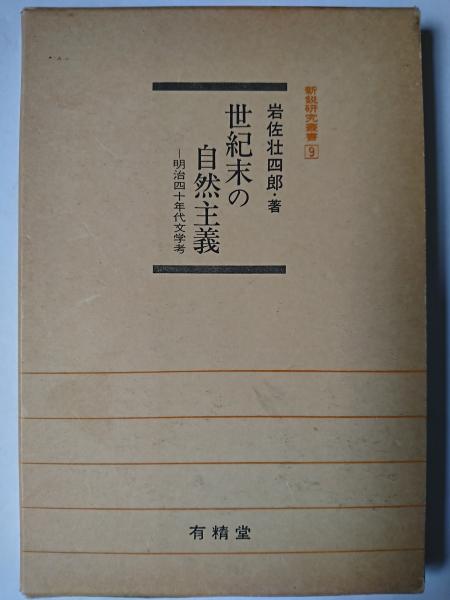 新鋭研究叢書 9
岩佐壮四郎・著
世紀末の
自然主義
―明治四十年代文学考
有精堂